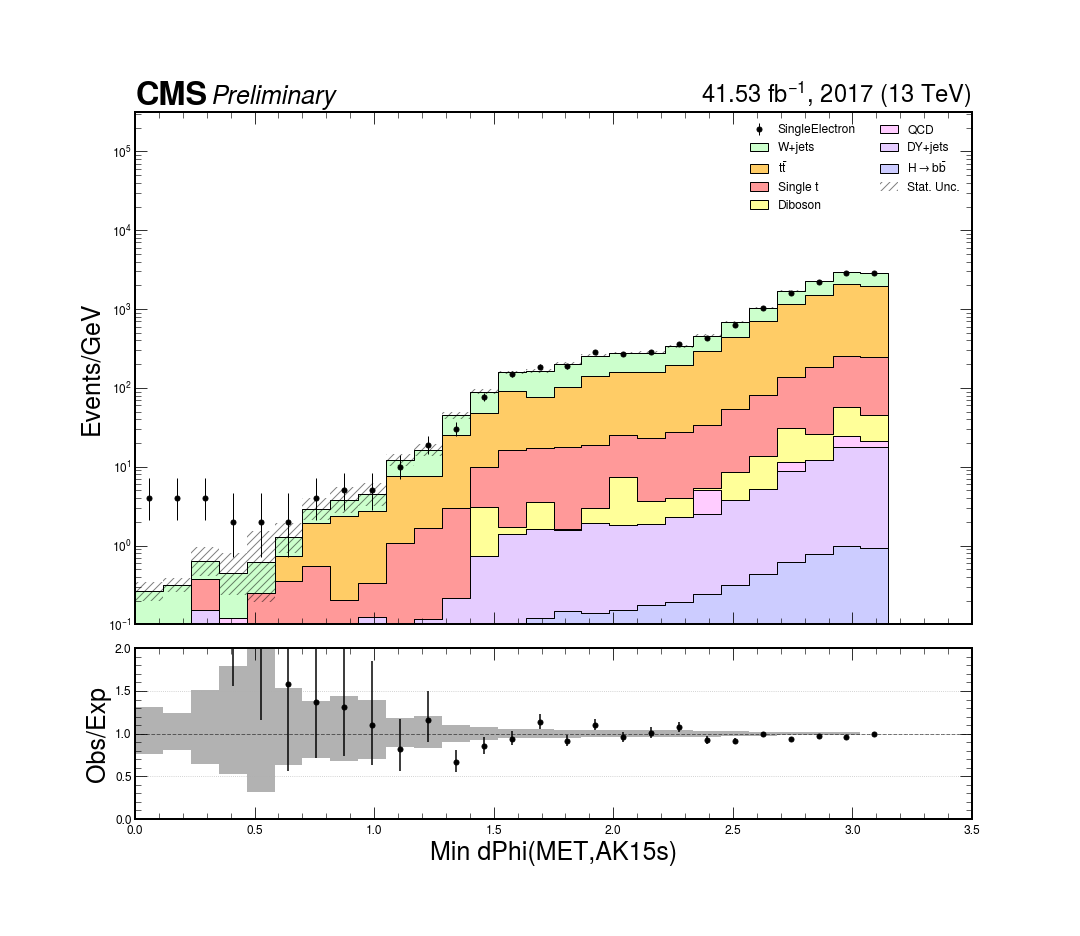 CMS Preliminary
41.53 fb⁻¹, 2017 (13 TeV)
SingleElectron
W+jets
tt̄
Single t
Diboson
QCD
DY+jets
H→bb̄
Stat. Unc.
Events/GeV
10⁵
10⁴
10³
10²
10¹
10⁰
10⁻¹
Obs/Exp
2.0
1.5
1.0
0.5
0.0
0.0 0.5 1.0 1.5 2.0 2.5 3.0 3.5
Min dPhi(MET,AK15s)